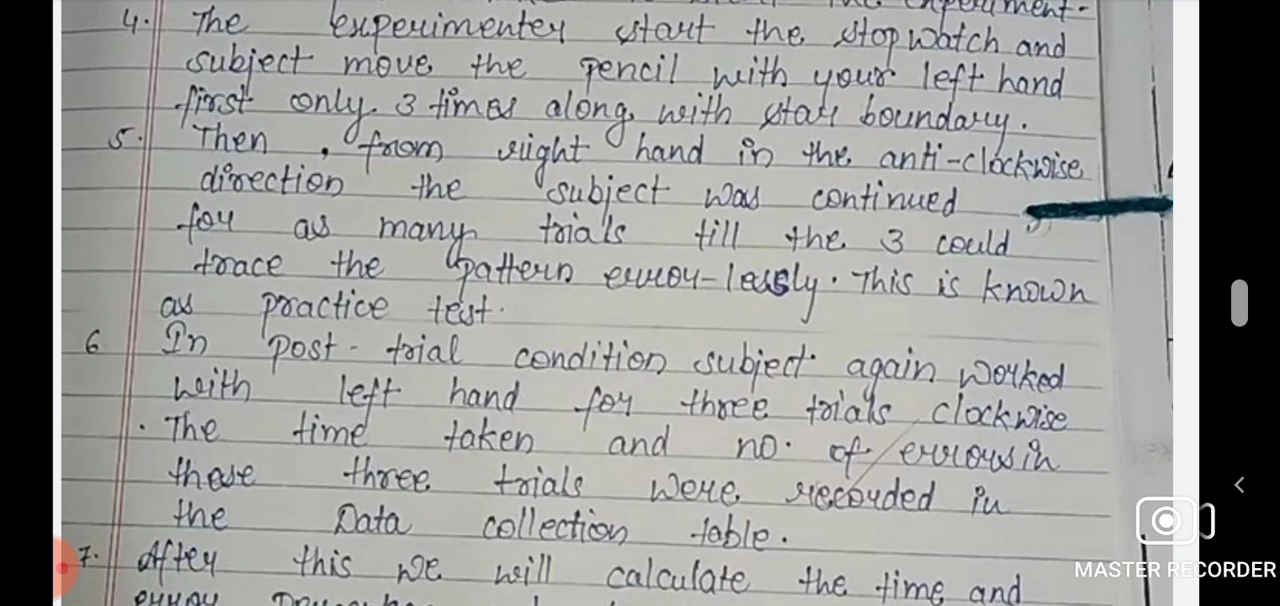 the experiment-
4. The experimenter start the stop watch and
subject move the pencil with your left hand
first only 3 times along with star boundary.
5. Then, from right hand in the anti-clockwise
direction the subject was continued
for as many trials till the 3 could
trace the pattern error-lessly. This is known
as practice test.
6 In post-trial condition subject again worked
with left hand for three trials clockwise
. The time taken and no. of errors in
these three trials were recorded in
the Data collection table.
7. After this we will calculate the time and
error
MASTER RECORDER